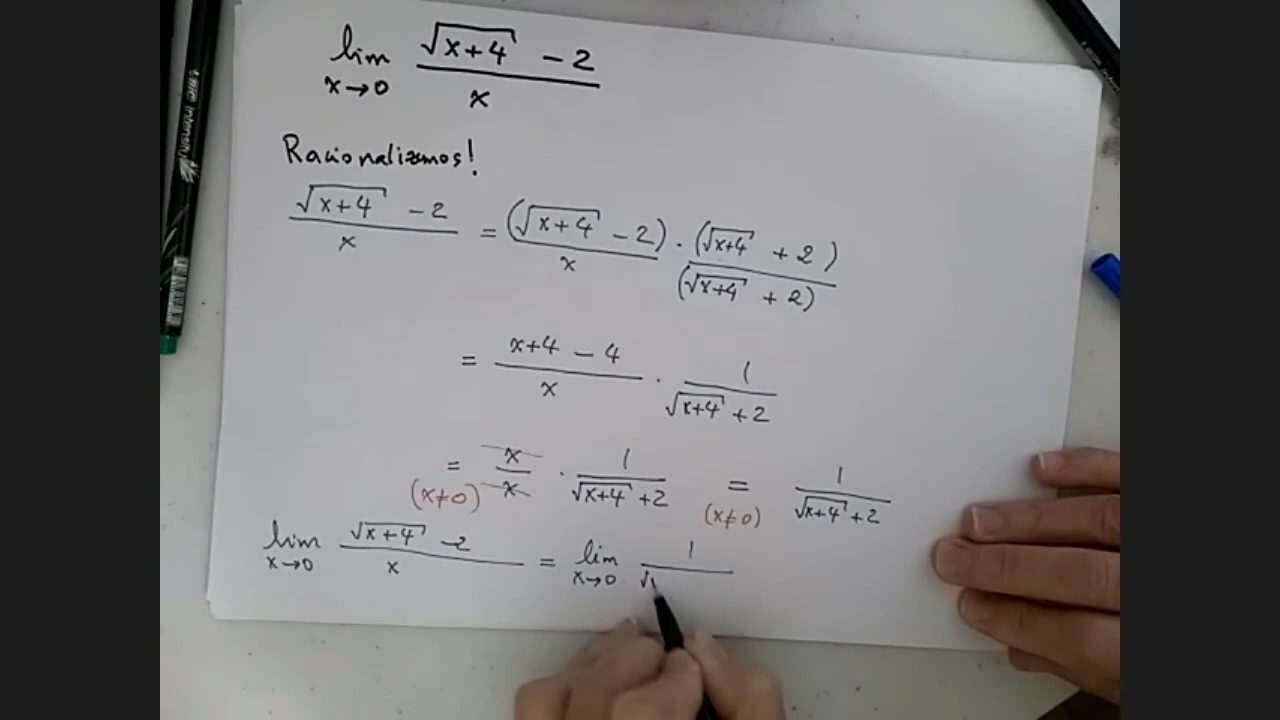 lim x→0 (√(x+4) - 2)/x
Racionalizamos!
(√(x+4) - 2)/x = (√(x+4) - 2)/x · (√(x+4) + 2)/(√(x+4) + 2)
= (x+4 - 4)/x · 1/(√(x+4) + 2)
= (x≠0) x/x · 1/(√(x+4) + 2) = (x≠0) 1/(√(x+4) + 2)
lim x→0 (√(x+4) - 2)/x = lim x→0 1/√